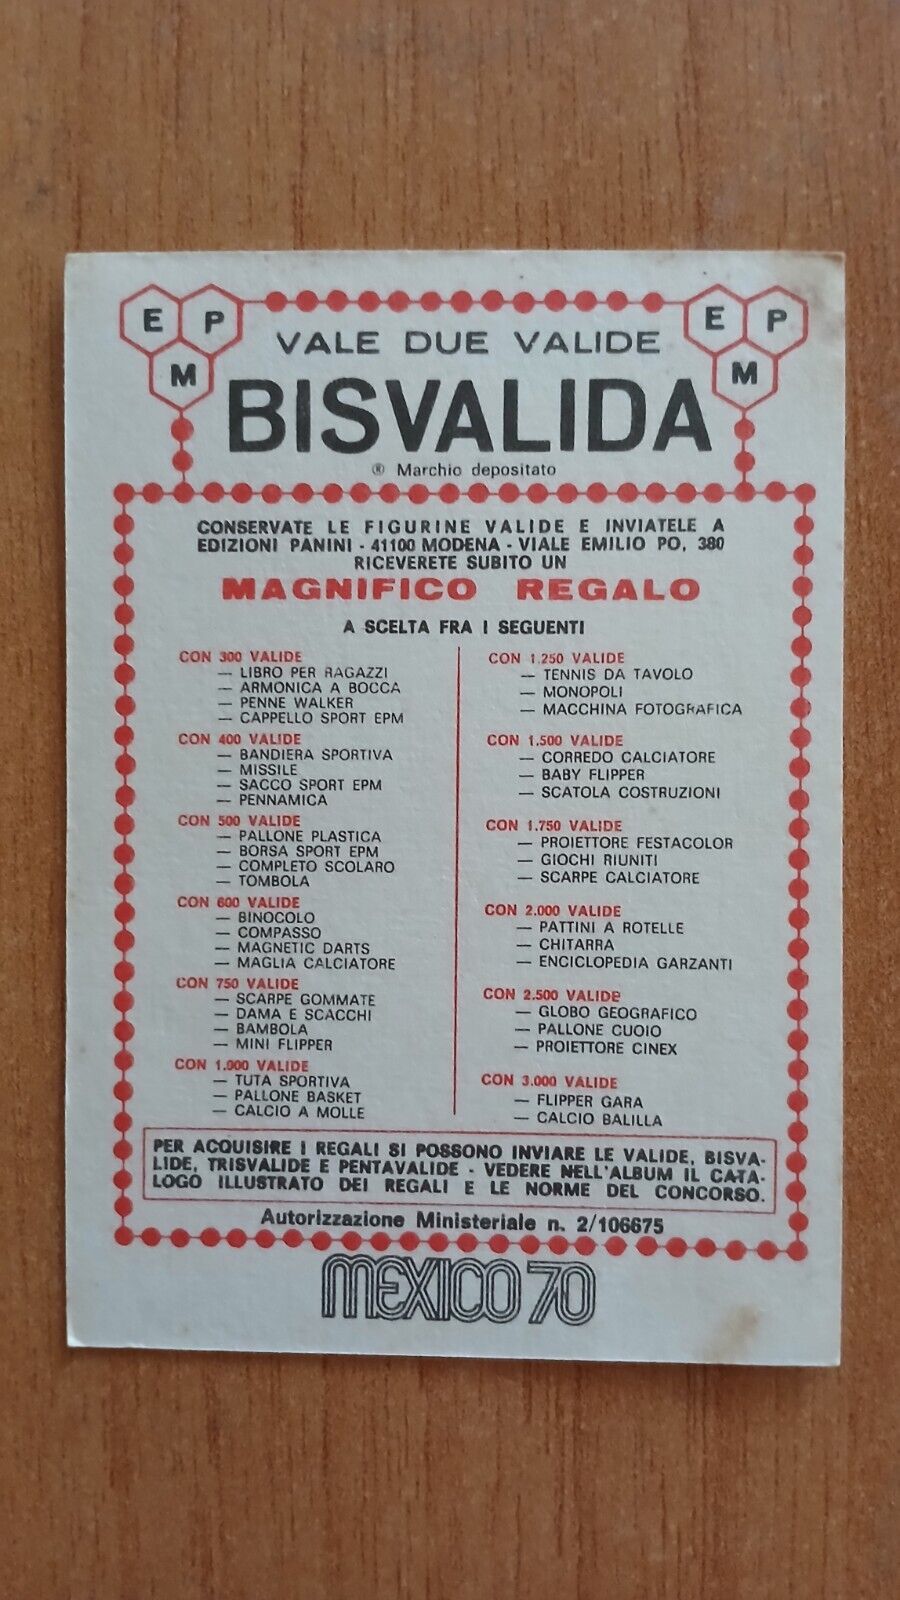 E P
M
E P
M
VALE DUE VALIDE
BISVALIDA
® Marchio depositato
CONSERVATE LE FIGURINE VALIDE E INVIATELE A
EDIZIONI PANINI - 41100 MODENA - VIALE EMILIO PO, 380
RICEVERETE SUBITO UN
MAGNIFICO REGALO
A SCELTA FRA I SEGUENTI
CON 300 VALIDE
— LIBRO PER RAGAZZI
— ARMONICA A BOCCA
— PENNE WALKER
— CAPPELLO SPORT EPM
CON 400 VALIDE
— BANDIERA SPORTIVA
— MISSILE
— SACCO SPORT EPM
— PENNAMICA
CON 500 VALIDE
— PALLONE PLASTICA
— BORSA SPORT EPM
— COMPLETO SCOLARO
— TOMBOLA
CON 600 VALIDE
— BINOCOLO
— COMPASSO
— MAGNETIC DARTS
— MAGLIA CALCIATORE
CON 750 VALIDE
— SCARPE GOMMATE
— DAMA E SCACCHI
— BAMBOLA
— MINI FLIPPER
CON 1.000 VALIDE
— TUTA SPORTIVA
— PALLONE BASKET
— CALCIO A MOLLE
CON 1.250 VALIDE
— TENNIS DA TAVOLO
— MONOPOLI
— MACCHINA FOTOGRAFICA
CON 1.500 VALIDE
— CORREDO CALCIATORE
— BABY FLIPPER
— SCATOLA COSTRUZIONI
CON 1.750 VALIDE
— PROIETTORE FESTACOLOR
— GIOCHI RIUNITI
— SCARPE CALCIATORE
CON 2.000 VALIDE
— PATTINI A ROTELLE
— CHITARRA
— ENCICLOPEDIA GARZANTI
CON 2.500 VALIDE
— GLOBO GEOGRAFICO
— PALLONE CUOIO
— PROIETTORE CINEX
CON 3.000 VALIDE
— FLIPPER GARA
— CALCIO BALILLA
PER ACQUISIRE I REGALI SI POSSONO INVIARE LE VALIDE, BISVA-
LIDE, TRISVALIDE E PENTAVALIDE - VEDERE NELL'ALBUM IL CATA-
LOGO ILLUSTRATO DEI REGALI E LE NORME DEL CONCORSO.
Autorizzazione Ministeriale n. 2/106675
MEXICO 70